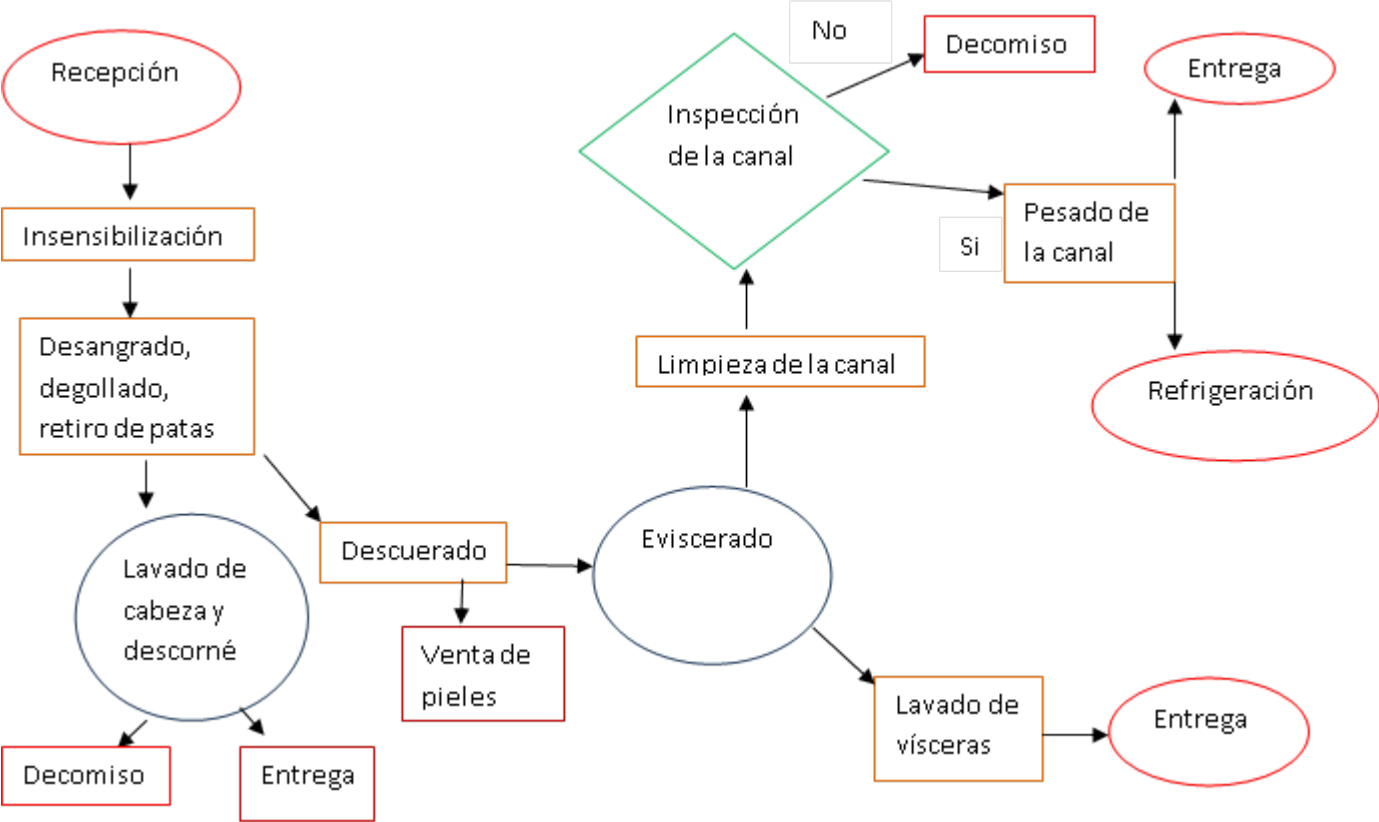 Recepción
Insensibilización
Desangrado,
degollado,
retiro de patas
Lavado de
cabeza y
descorné
Decomiso
Entrega
Descuerado
Venta de
pieles
Eviscerado
Limpieza de la canal
Inspección
de la canal
No
Decomiso
Si
Pesado de
la canal
Entrega
Refrigeración
Lavado de
vísceras
Entrega